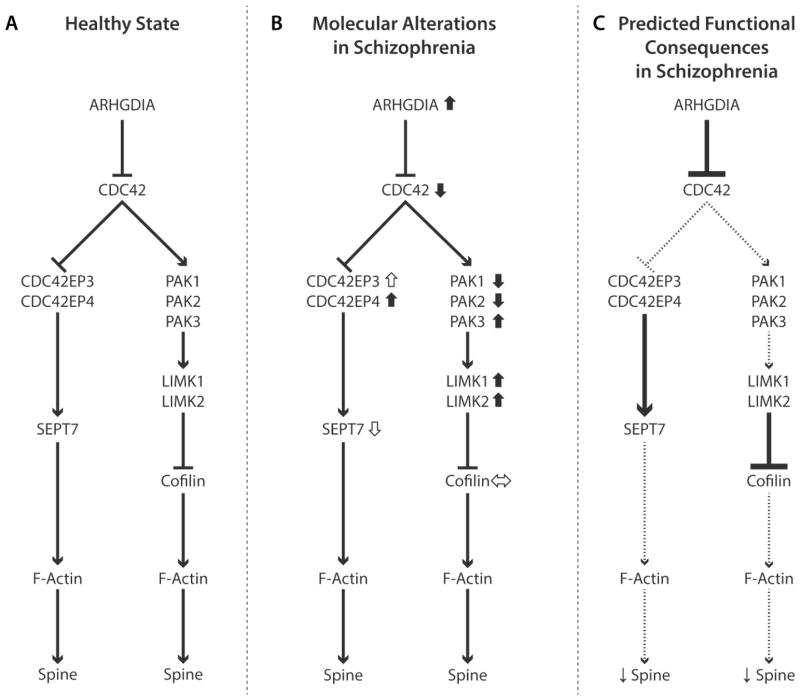 A
Healthy State
ARHGDIA
CDC42
CDC42EP3
CDC42EP4
PAK1
PAK2
PAK3
LIMK1
LIMK2
SEPT7
Cofilin
F-Actin
F-Actin
Spine
Spine
B
Molecular Alterations
in Schizophrenia
ARHGDIA ⬆
CDC42 ⬇
CDC42EP3 ⇧
CDC42EP4 ⬆
PAK1 ⬇
PAK2 ⬇
PAK3 ⬆
LIMK1 ⬆
LIMK2 ⬆
SEPT7 ⇩
Cofilin ⬄
F-Actin
F-Actin
Spine
Spine
C
Predicted Functional
Consequences
in Schizophrenia
ARHGDIA
CDC42
CDC42EP3
CDC42EP4
PAK1
PAK2
PAK3
LIMK1
LIMK2
SEPT7
Cofilin
F-Actin
F-Actin
↓ Spine
↓ Spine